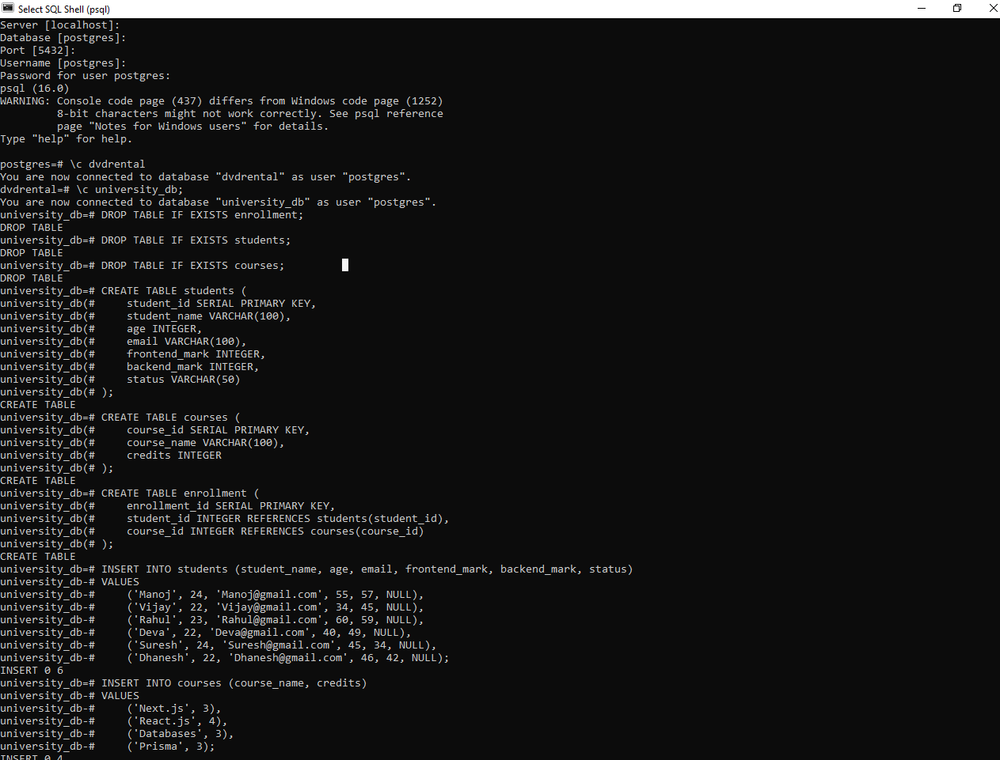 Select SQL Shell (psql)
Server [localhost]:
Database [postgres]:
Port [5432]:
Username [postgres]:
Password for user postgres:
psql (16.0)
WARNING: Console code page (437) differs from Windows code page (1252)
         8-bit characters might not work correctly. See psql reference
         page "Notes for Windows users" for details.
Type "help" for help.

postgres=# \c dvdrental
You are now connected to database "dvdrental" as user "postgres".
dvdrental=# \c university_db;
You are now connected to database "university_db" as user "postgres".
university_db=# DROP TABLE IF EXISTS enrollment;
DROP TABLE
university_db=# DROP TABLE IF EXISTS students;
DROP TABLE
university_db=# DROP TABLE IF EXISTS courses;
DROP TABLE
university_db=# CREATE TABLE students (
university_db(#     student_id SERIAL PRIMARY KEY,
university_db(#     student_name VARCHAR(100),
university_db(#     age INTEGER,
university_db(#     email VARCHAR(100),
university_db(#     frontend_mark INTEGER,
university_db(#     backend_mark INTEGER,
university_db(#     status VARCHAR(50)
university_db(# );
CREATE TABLE
university_db=# CREATE TABLE courses (
university_db(#     course_id SERIAL PRIMARY KEY,
university_db(#     course_name VARCHAR(100),
university_db(#     credits INTEGER
university_db(# );
CREATE TABLE
university_db=# CREATE TABLE enrollment (
university_db(#     enrollment_id SERIAL PRIMARY KEY,
university_db(#     student_id INTEGER REFERENCES students(student_id),
university_db(#     course_id INTEGER REFERENCES courses(course_id)
university_db(# );
CREATE TABLE
university_db=# INSERT INTO students (student_name, age, email, frontend_mark, backend_mark, status)
university_db-# VALUES
university_db-#     ('Manoj', 24, 'Manoj@gmail.com', 55, 57, NULL),
university_db-#     ('Vijay', 22, 'Vijay@gmail.com', 34, 45, NULL),
university_db-#     ('Rahul', 23, 'Rahul@gmail.com', 60, 59, NULL),
university_db-#     ('Deva', 22, 'Deva@gmail.com', 40, 49, NULL),
university_db-#     ('Suresh', 24, 'Suresh@gmail.com', 45, 34, NULL),
university_db-#     ('Dhanesh', 22, 'Dhanesh@gmail.com', 46, 42, NULL);
INSERT 0 6
university_db=# INSERT INTO courses (course_name, credits)
university_db-# VALUES
university_db-#     ('Next.js', 3),
university_db-#     ('React.js', 4),
university_db-#     ('Databases', 3),
university_db-#     ('Prisma', 3);
INSERT 0 4